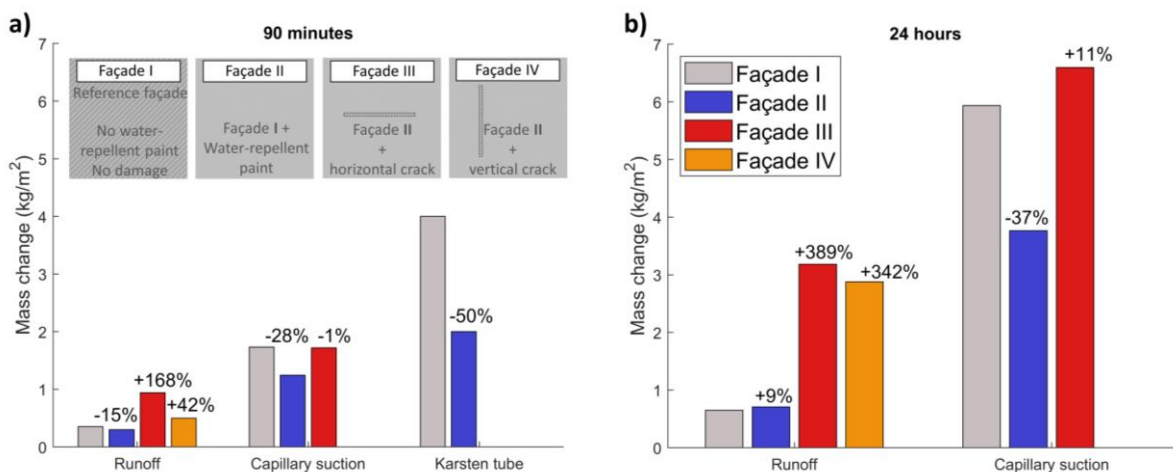 a)
90 minutes
Mass change (kg/m²)
7
6
5
4
3
2
1
0
Façade I
Reference façade
No water-
repellent paint
No damage
Façade II
Façade I +
Water-repellent
paint
Façade III
Façade II
+
horizontal crack
Façade IV
Façade II
+
vertical crack
-15%
+168%
+42%
-28%
-1%
-50%
Runoff
Capillary suction
Karsten tube
b)
24 hours
Mass change (kg/m²)
7
6
5
4
3
2
1
0
Façade I
Façade II
Façade III
Façade IV
+9%
+389%
+342%
-37%
+11%
Runoff
Capillary suction